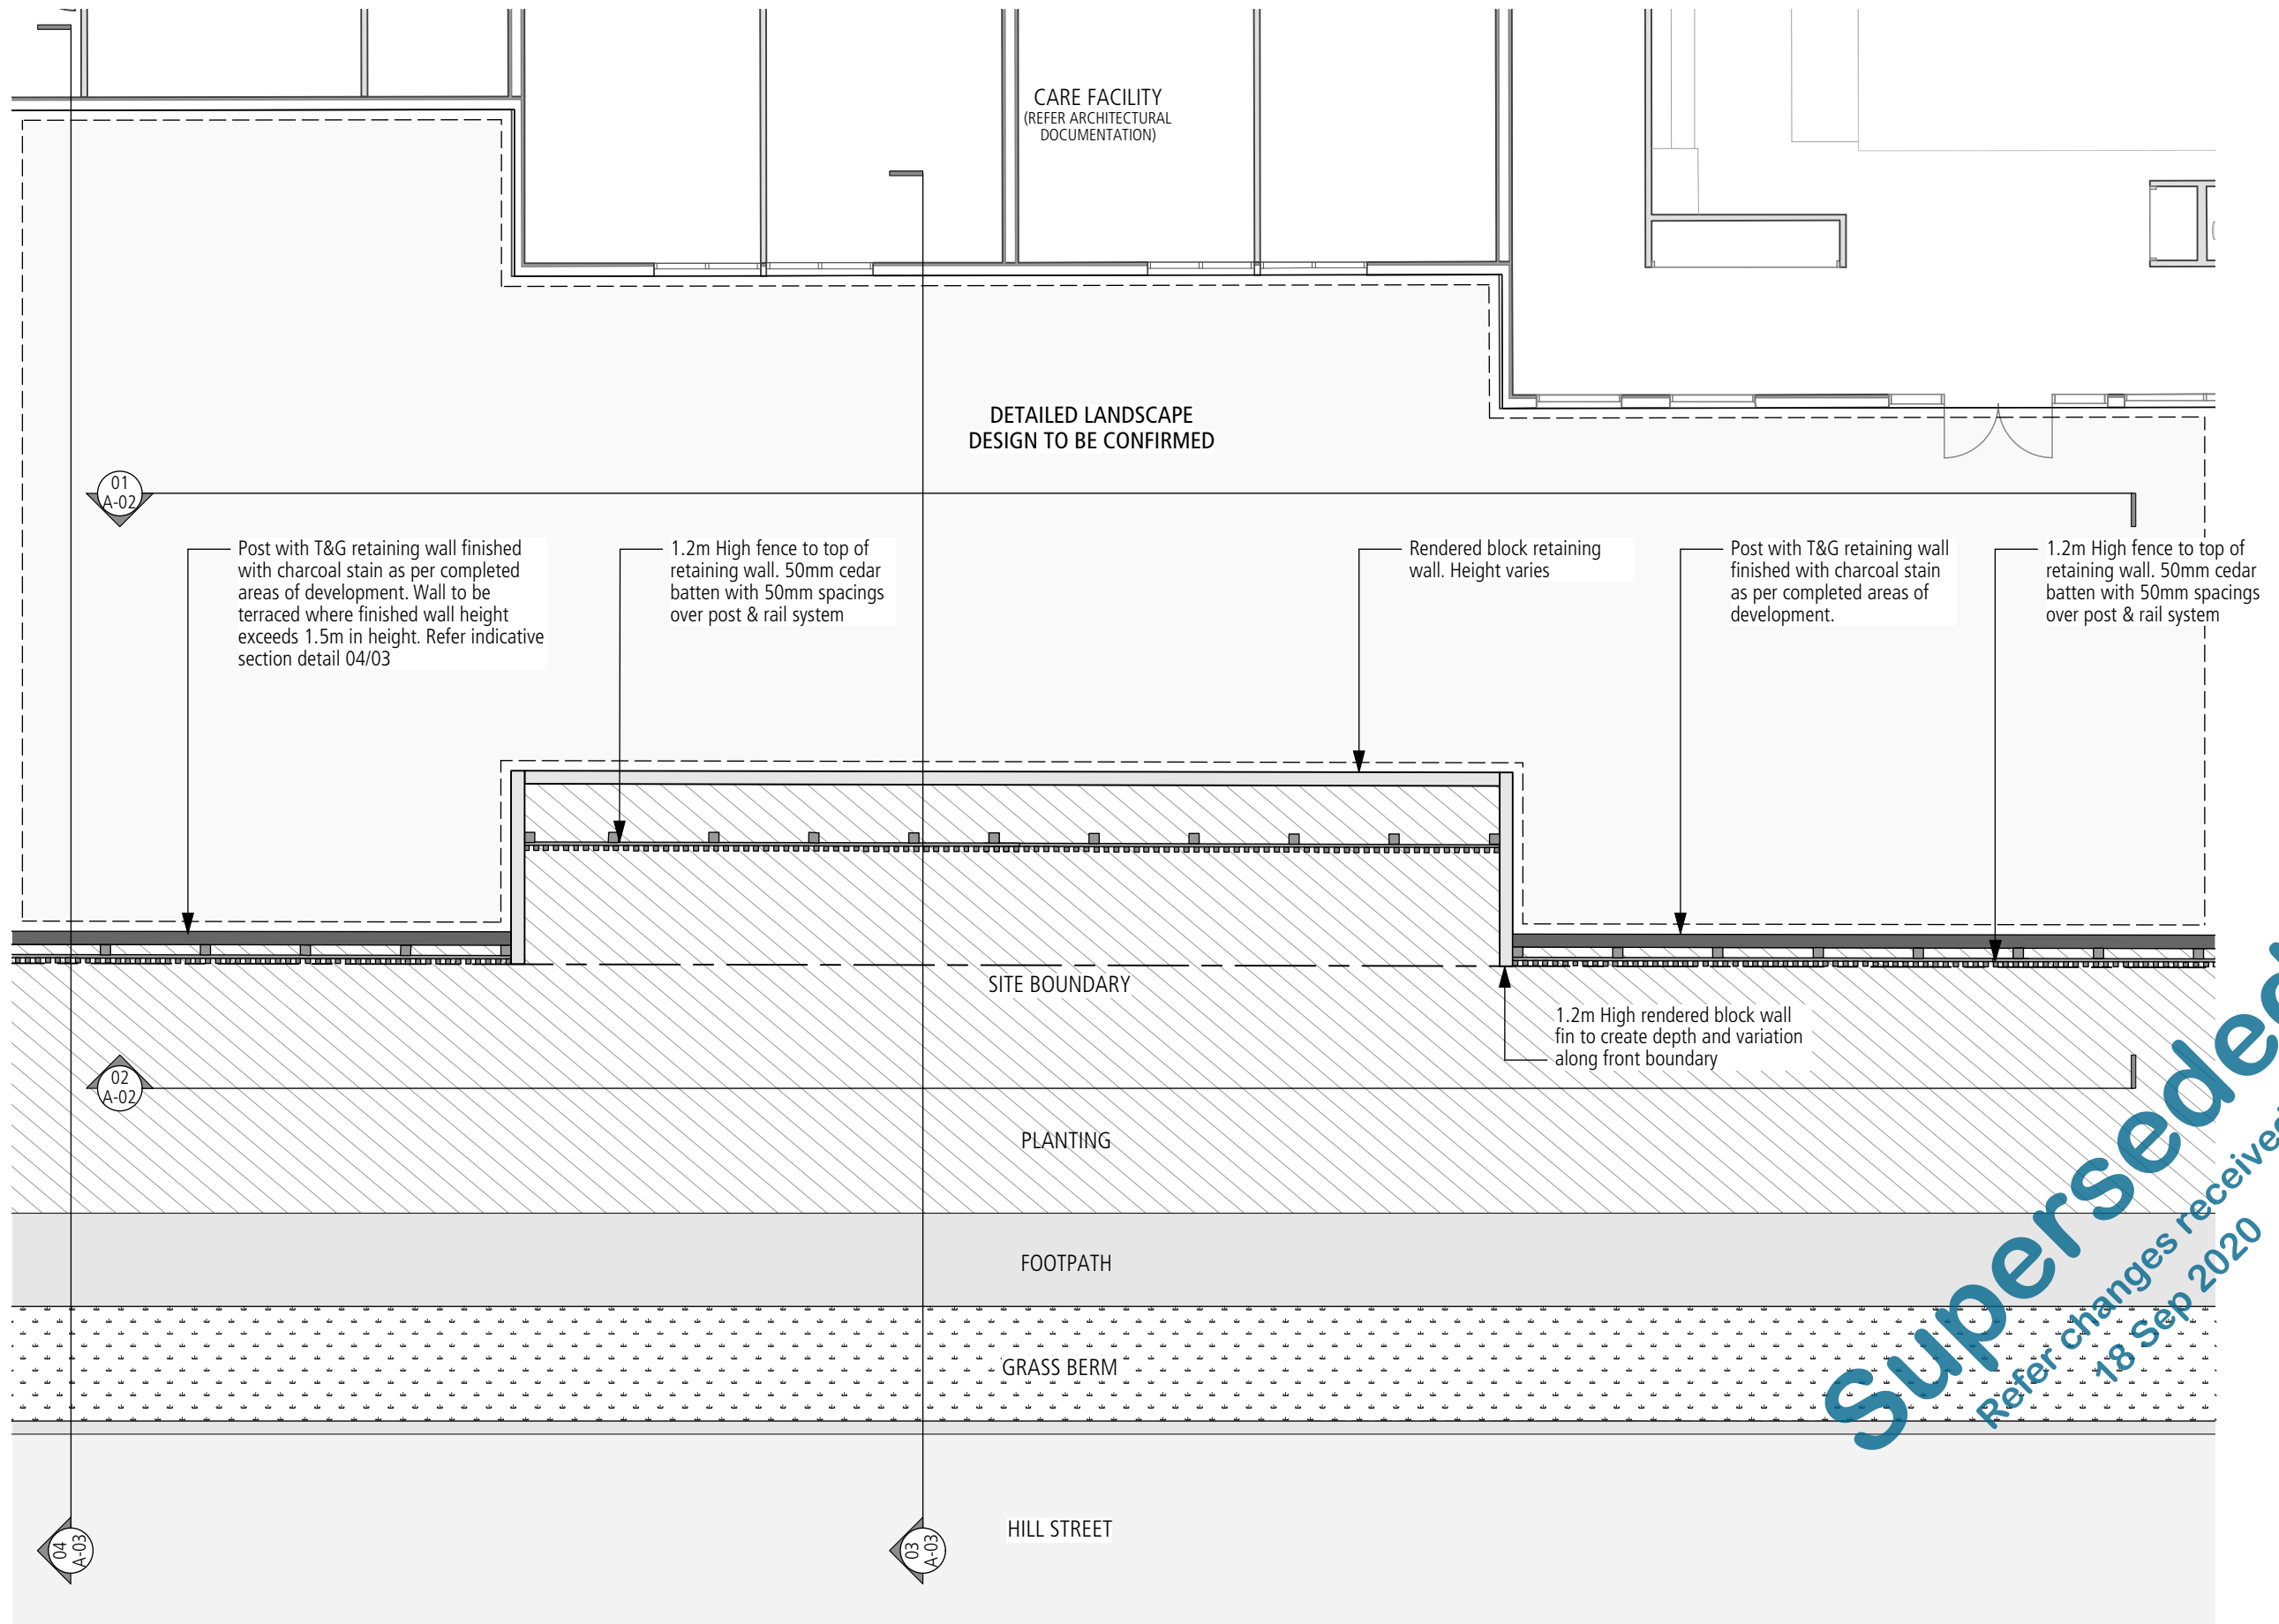 CARE FACILITY
(REFER ARCHITECTURAL
DOCUMENTATION)
DETAILED LANDSCAPE
DESIGN TO BE CONFIRMED
01
A-02
Post with T&G retaining wall finished
with charcoal stain as per completed
areas of development. Wall to be
terraced where finished wall height
exceeds 1.5m in height. Refer indicative
section detail 04/03
1.2m High fence to top of
retaining wall. 50mm cedar
batten with 50mm spacings
over post & rail system
Rendered block retaining
wall. Height varies
Post with T&G retaining wall
finished with charcoal stain
as per completed areas of
development.
1.2m High fence to top of
retaining wall. 50mm cedar
batten with 50mm spacings
over post & rail system
SITE BOUNDARY
1.2m High rendered block wall
fin to create depth and variation
along front boundary
02
A-02
PLANTING
FOOTPATH
GRASS BERM
HILL STREET
04
A-03
03
A-03
Superseded
Refer changes received
18 Sep 2020